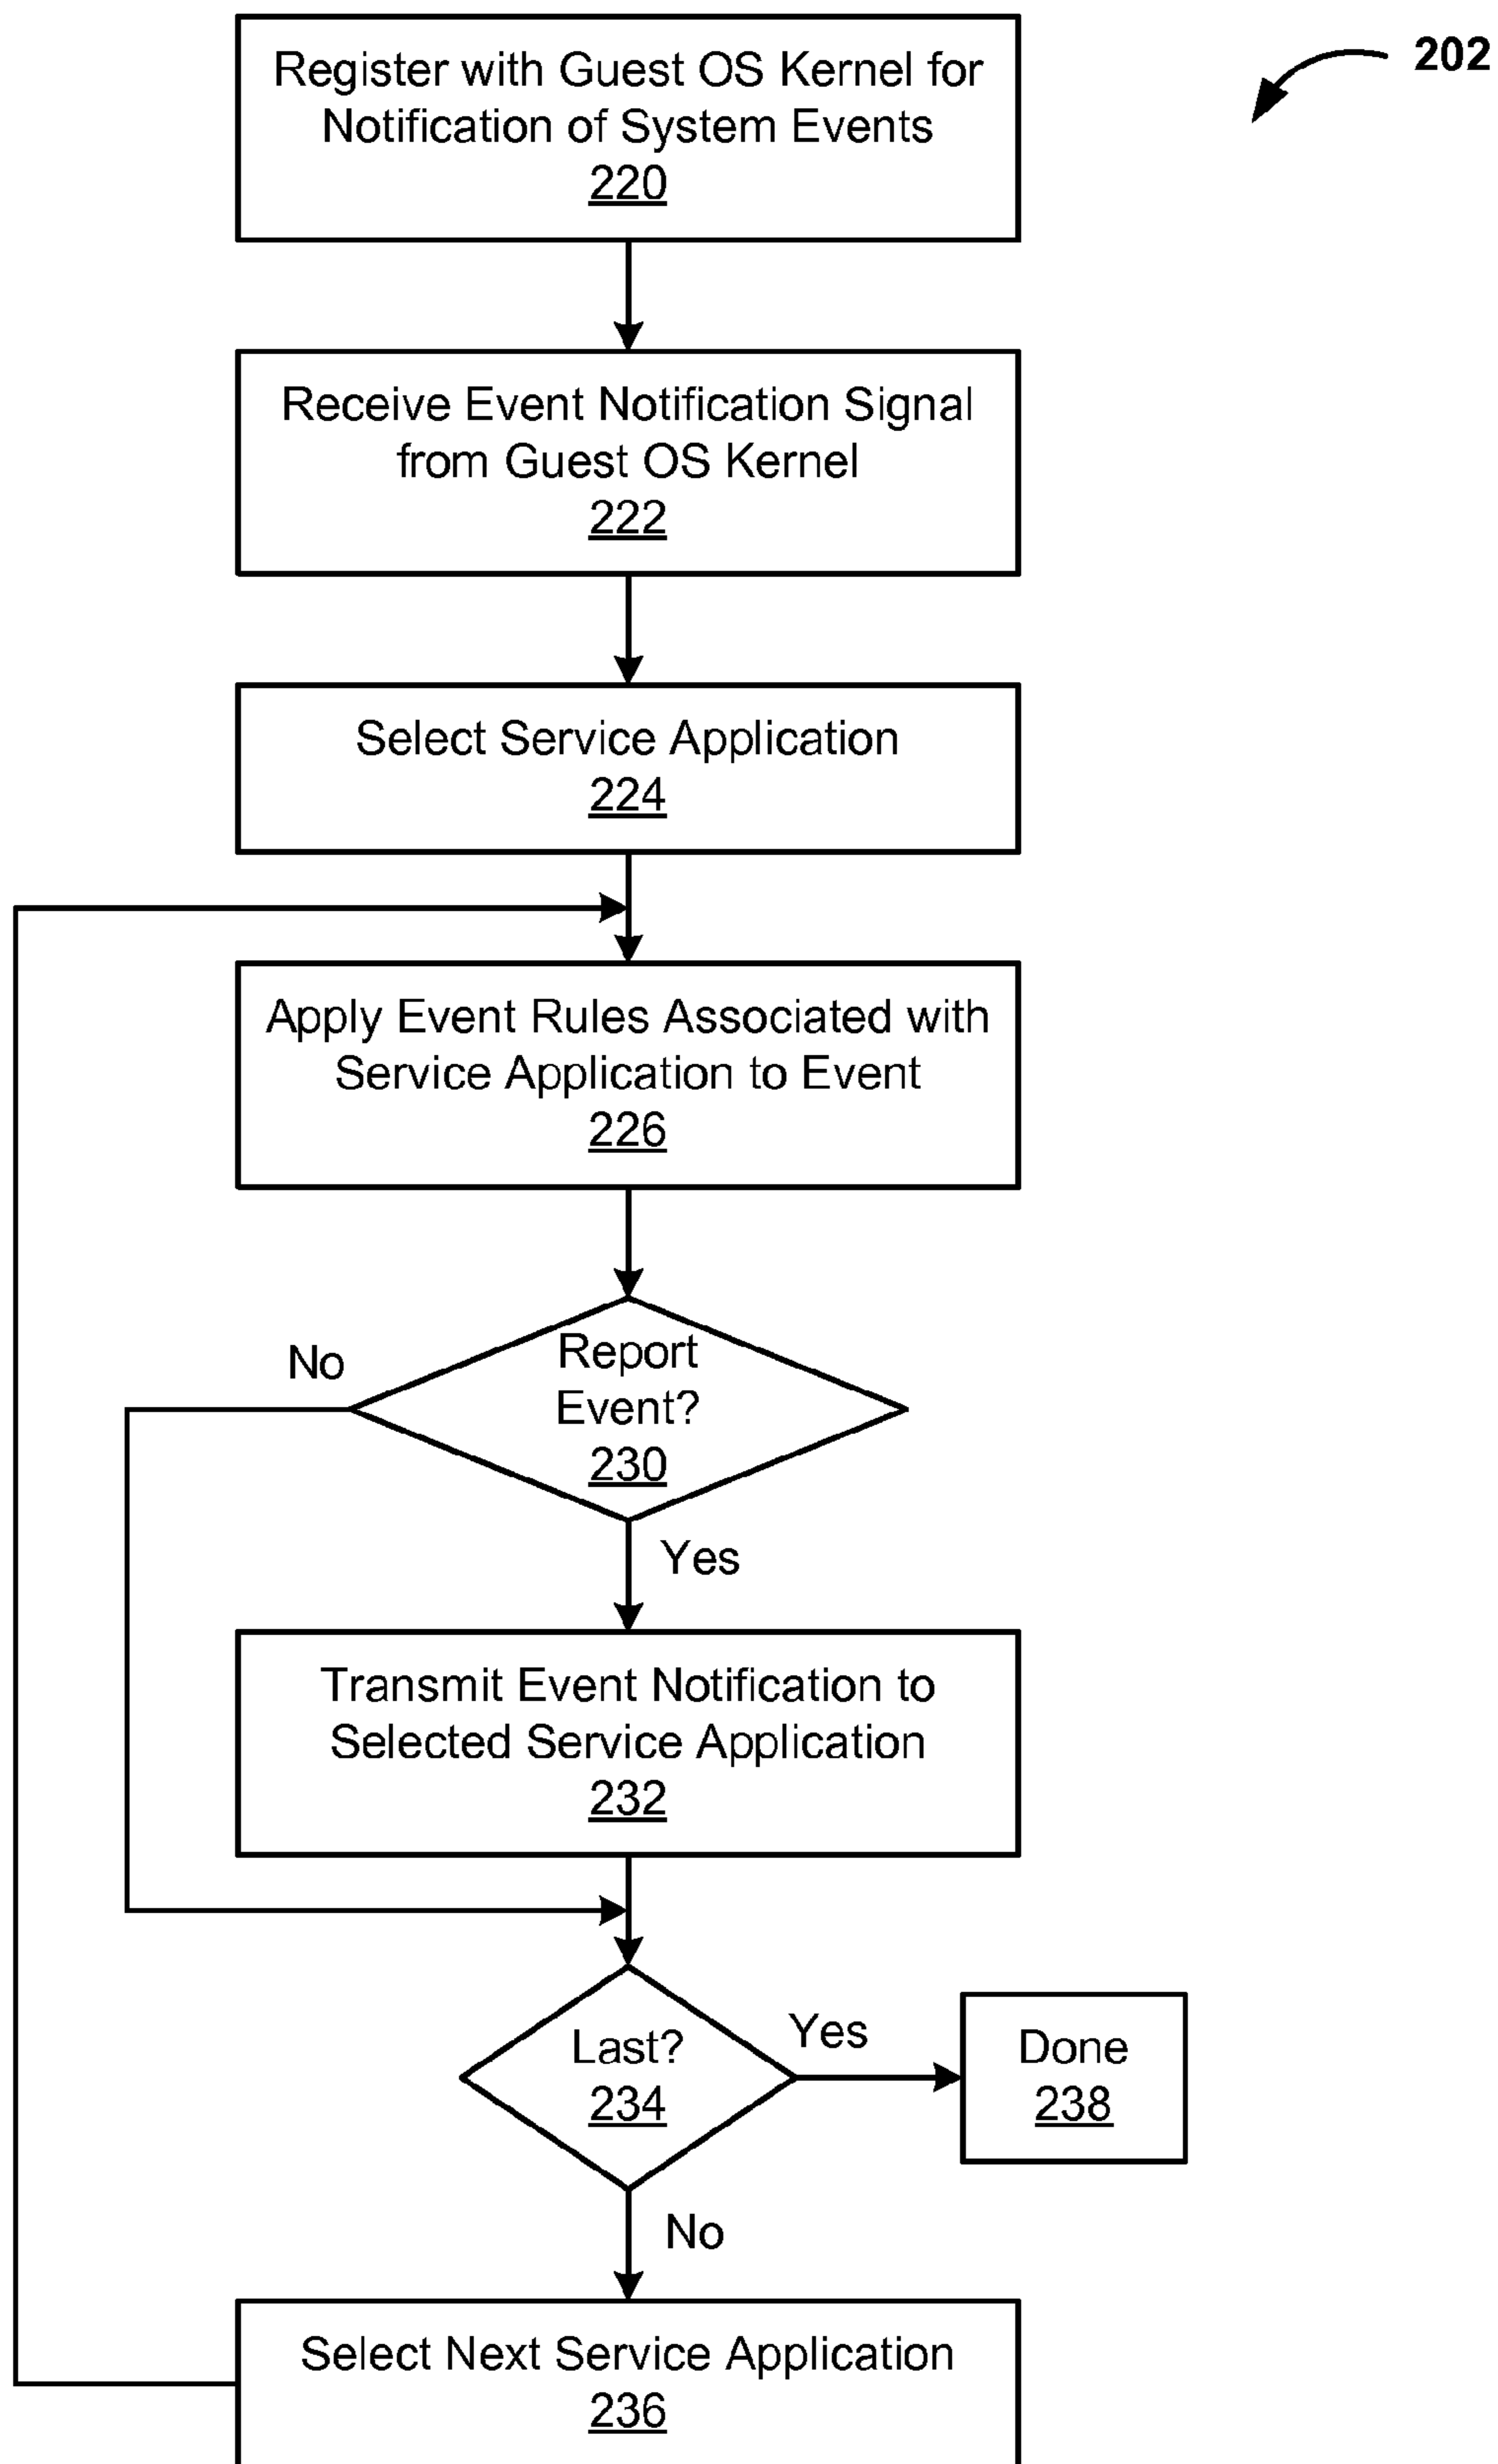 Register with Guest OS Kernel for
Notification of System Events
220
202
Receive Event Notification Signal
from Guest OS Kernel
222
Select Service Application
224
Apply Event Rules Associated with
Service Application to Event
226
Report
Event?
230
No
Yes
Transmit Event Notification to
Selected Service Application
232
Last?
234
Yes
Done
238
No
Select Next Service Application
236